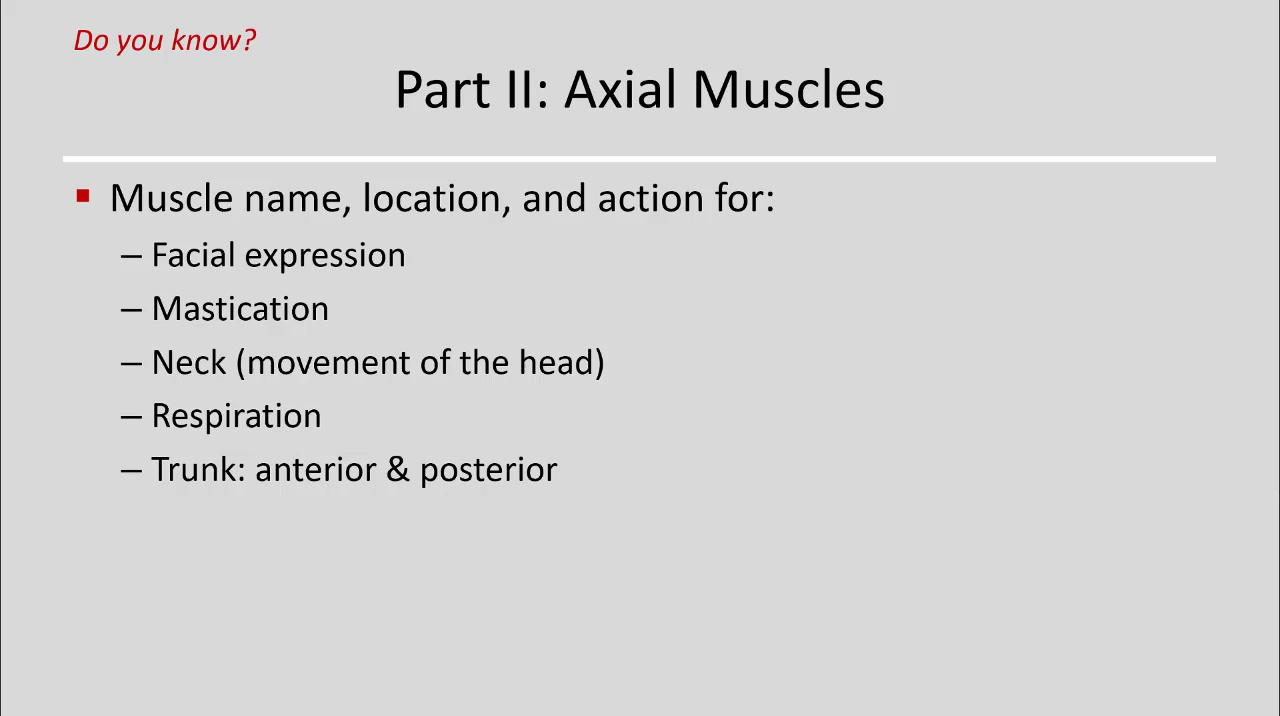 Do you know?
Part II: Axial Muscles
▪ Muscle name, location, and action for:
– Facial expression
– Mastication
– Neck (movement of the head)
– Respiration
– Trunk: anterior & posterior